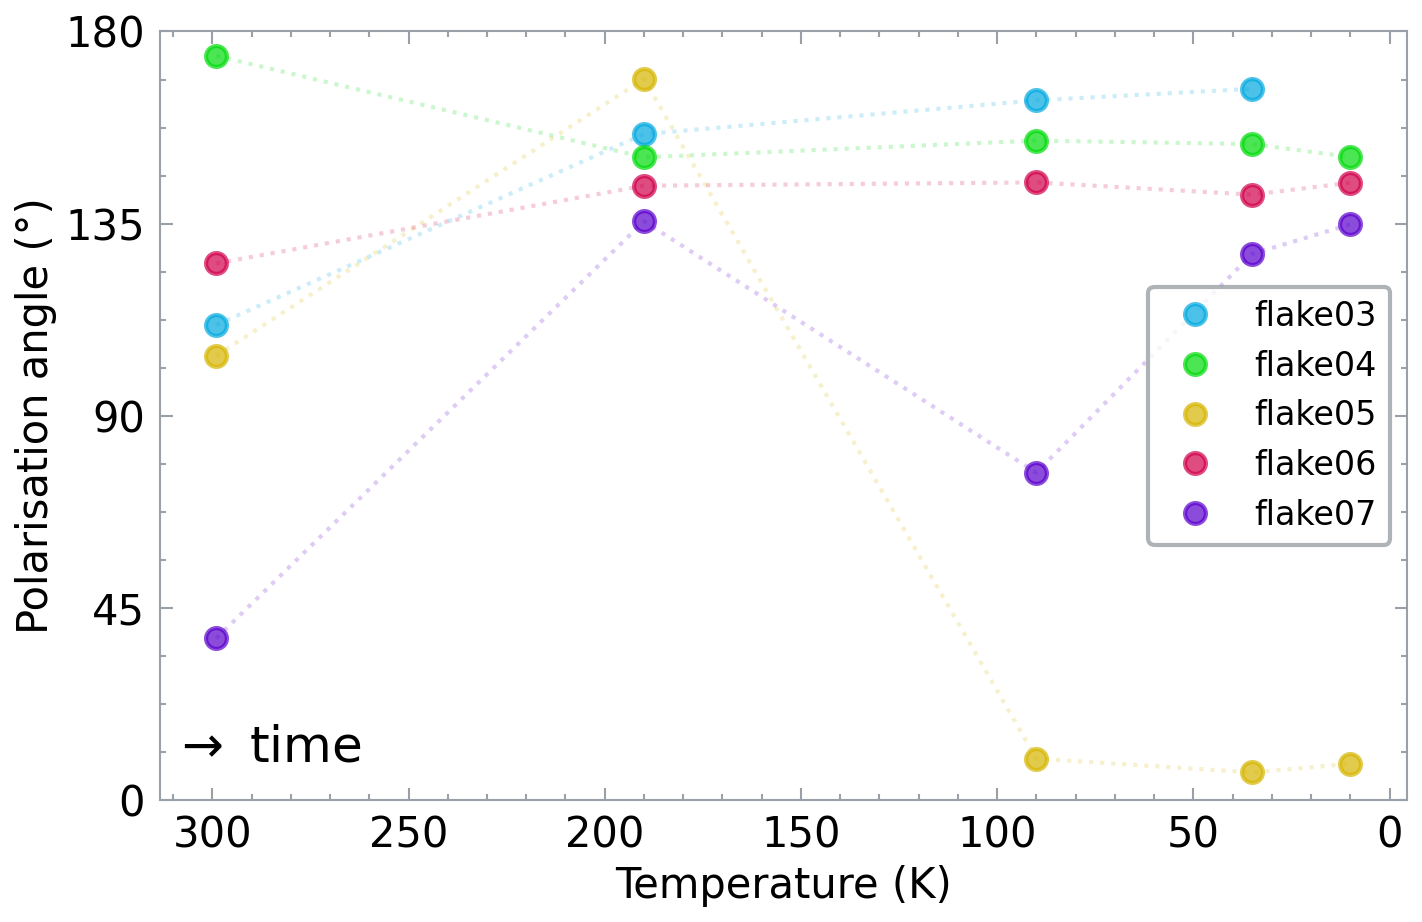 180
135
90
45
0
Polarisation angle (°)
flake03
flake04
flake05
flake06
flake07
→ time
300
250
200
150
100
50
0
Temperature (K)